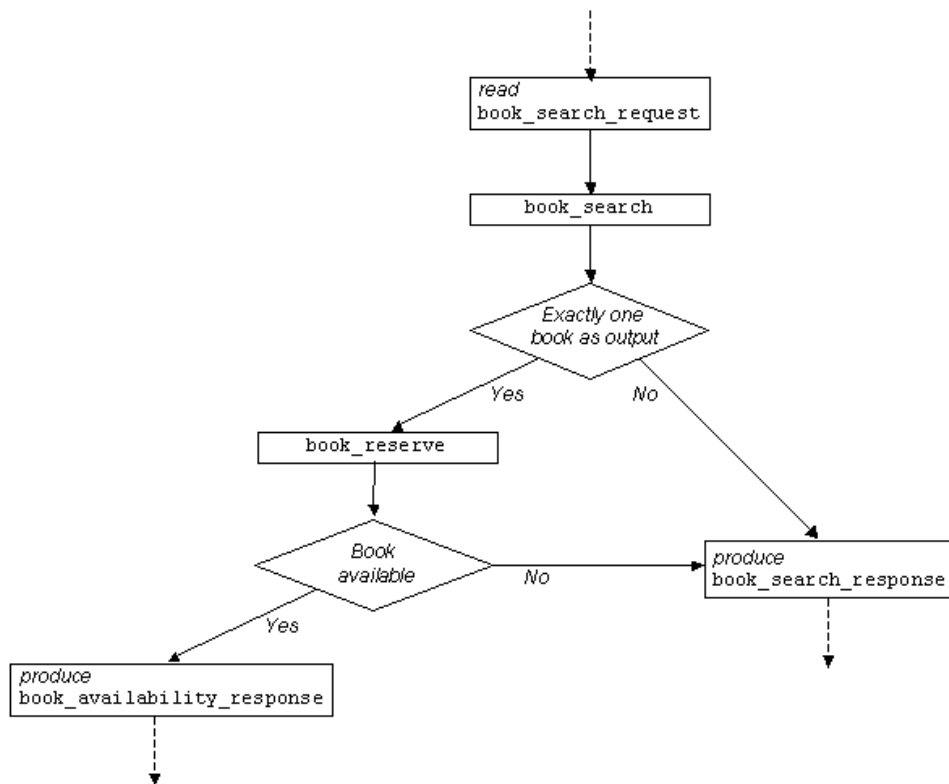 read
book_search_request
book_search
Exactly one
book as output
Yes
No
book_reserve
Book
available
No
produce
book_search_response
Yes
produce
book_availability_response